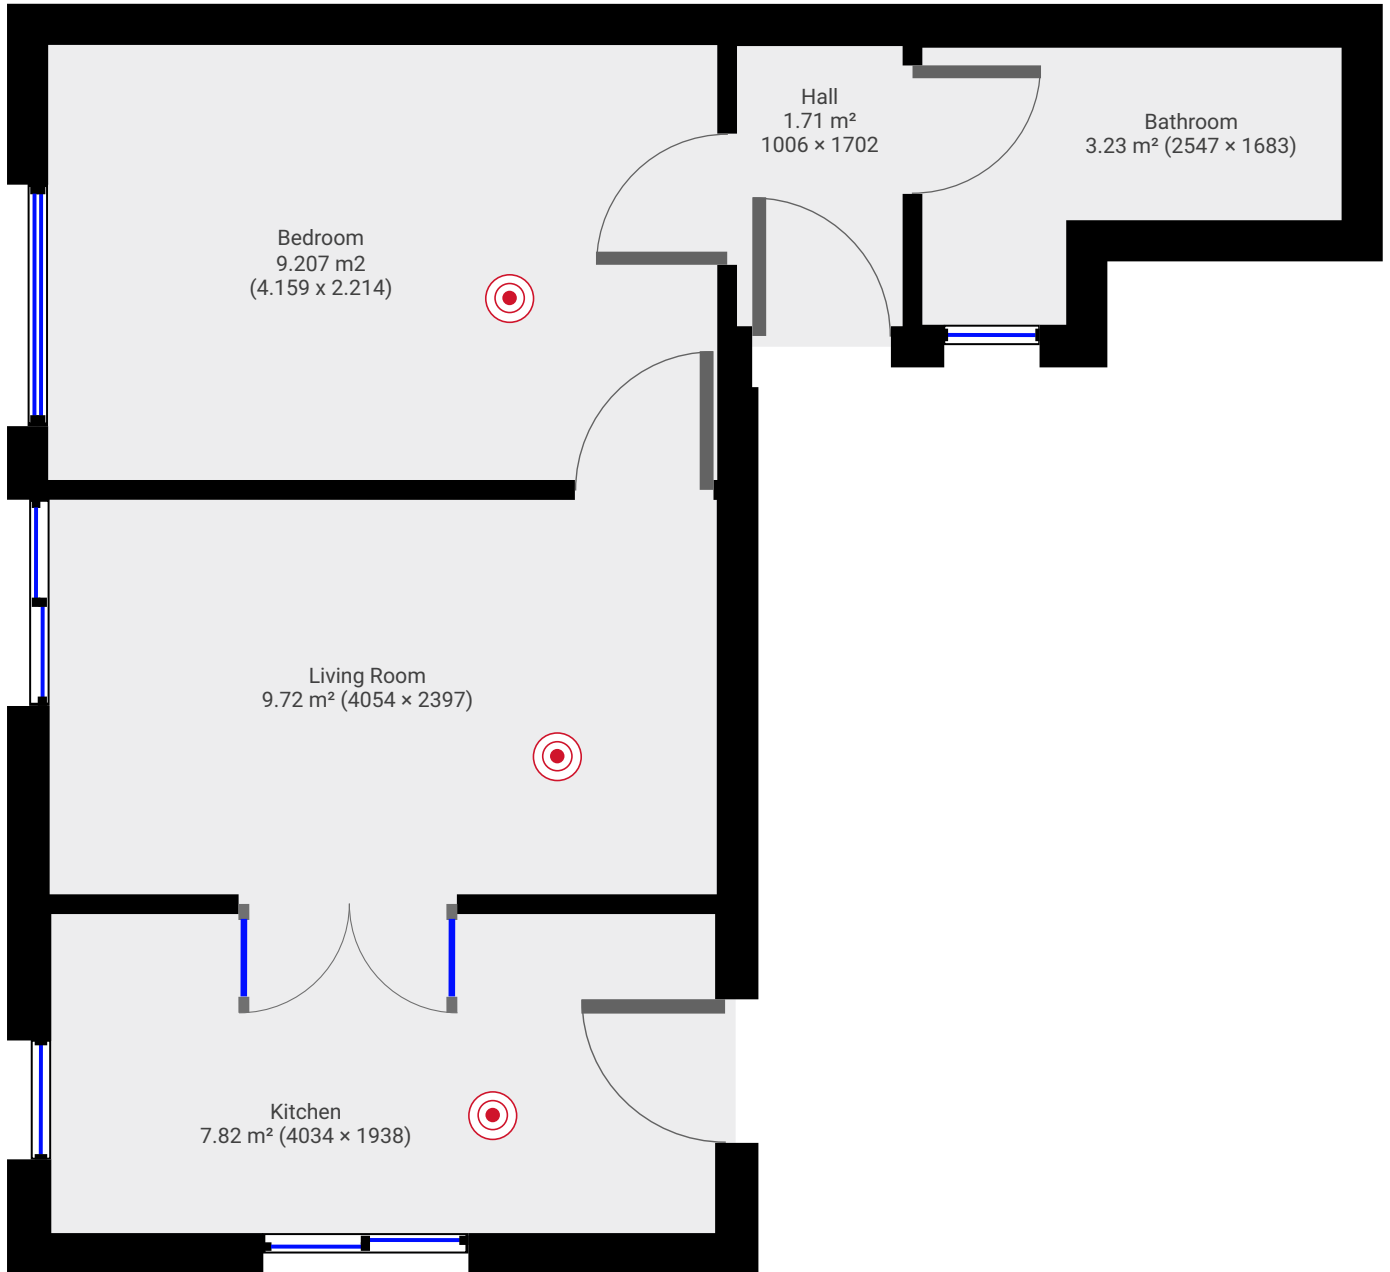 Hall
1.71 m²
1006 × 1702
Bathroom
3.23 m² (2547 × 1683)
Bedroom
9.207 m2
(4.159 x 2.214)
Living Room
9.72 m² (4054 × 2397)
Kitchen
7.82 m² (4034 × 1938)